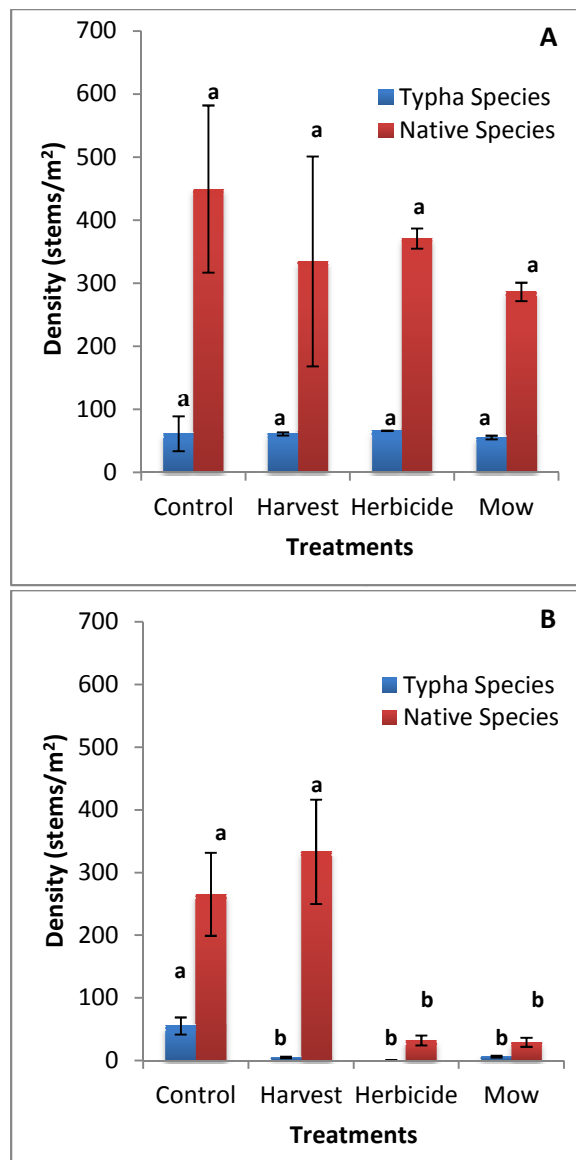 A
700
600
500
400
300
200
100
0
Density (stems/m²)
Typha Species
Native Species
a a a a
a a a a
Control Harvest Herbicide Mow
Treatments
B
700
600
500
400
300
200
100
0
Density (stems/m²)
Typha Species
Native Species
a a b b
a b b b
Control Harvest Herbicide Mow
Treatments